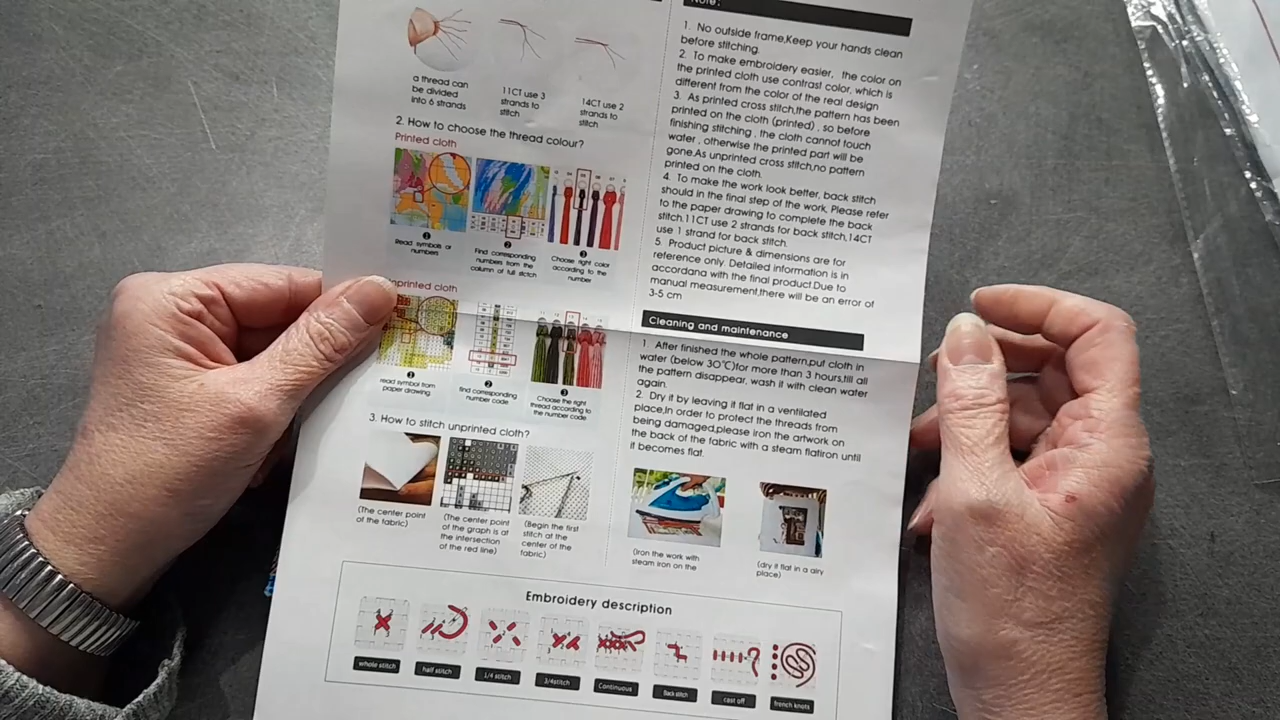 a thread can
be divided
into 6 strands
11CT use 3
strands to
stitch
14CT use 2
strands to
stitch
2. How to choose the thread colour?
Printed cloth
❶
Read symbols or
numbers
❷
Find corresponding
numbers from the
column of full stctch
❸
Choose right color
according to the
number
nprinted cloth
❶
read symbol from
paper drawing
❷
find corresponding
number code
❸
Choose the right
thread according to
the number code
3. How to stitch unprinted cloth?
(The center point
of the fabric)
(The center point
of the graph is at
the intersection
of the red line)
(Begin the first
stitch at the
center of the
fabric)
Note:
1. No outside frame,Keep your hands clean
before stitching.
2. To make embroidery easier, the color on
the printed cloth use contrast color, which is
different from the color of the real design
3. As printed cross stitch,the pattern has been
printed on the cloth (printed) , so before
finishing stitching , the cloth cannot touch
water , otherwise the printed part will be
gone.As unprinted cross stitch,no pattern
printed on the cloth.
4. To make the work look better, back stitch
should in the final step of the work, Please refer
to the paper drawing to complete the back
stitch.11CT use 2 strands for back stitch,14CT
use 1 strand for back stitch.
5. Product picture & dimensions are for
reference only. Detailed information is in
accordana with the final product.Due to
manual measurement,there will be an error of
3-5 cm
Cleaning and maintenance
1. After finished the whole pattern,put cloth in
water (below 30℃)for more than 3 hours,till all
the pattern disappear, wash it with clean water
again.
2. Dry it by leaving it flat in a ventilated
place,In order to protect the threads from
being damaged,please iron the artwork on
the back of the fabric with a steam flatiron until
it becomes flat.
(Iron the work with
steam iron on the
(dry it flat in a airy
place)
Embroidery description
whole stitch
half stitch
1/4 stitch
3/4stitch
Continuous
Back stitch
cast off
french knots